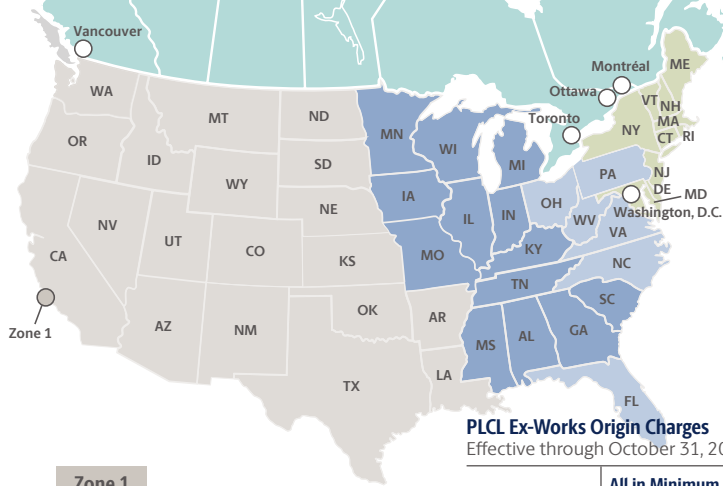 Vancouver
Montréal
ME
WA
Ottawa
VT
NH
MT
ND
Toronto
MA
MN
NY
CT
RI
OR
WI
ID
SD
MI
PA
NJ
WY
DE
MD
IA
OH
NE
Washington, D.C.
NV
IL
IN
WV
UT
VA
CO
KY
CA
KS
MO
NC
TN
Zone 1
SC
OK
AR
AZ
NM
GA
AL
MS
LA
TX
FL
PLCL Ex-Works Origin Charges
Effective through October 31, 20
Zone 1
All in Minimum